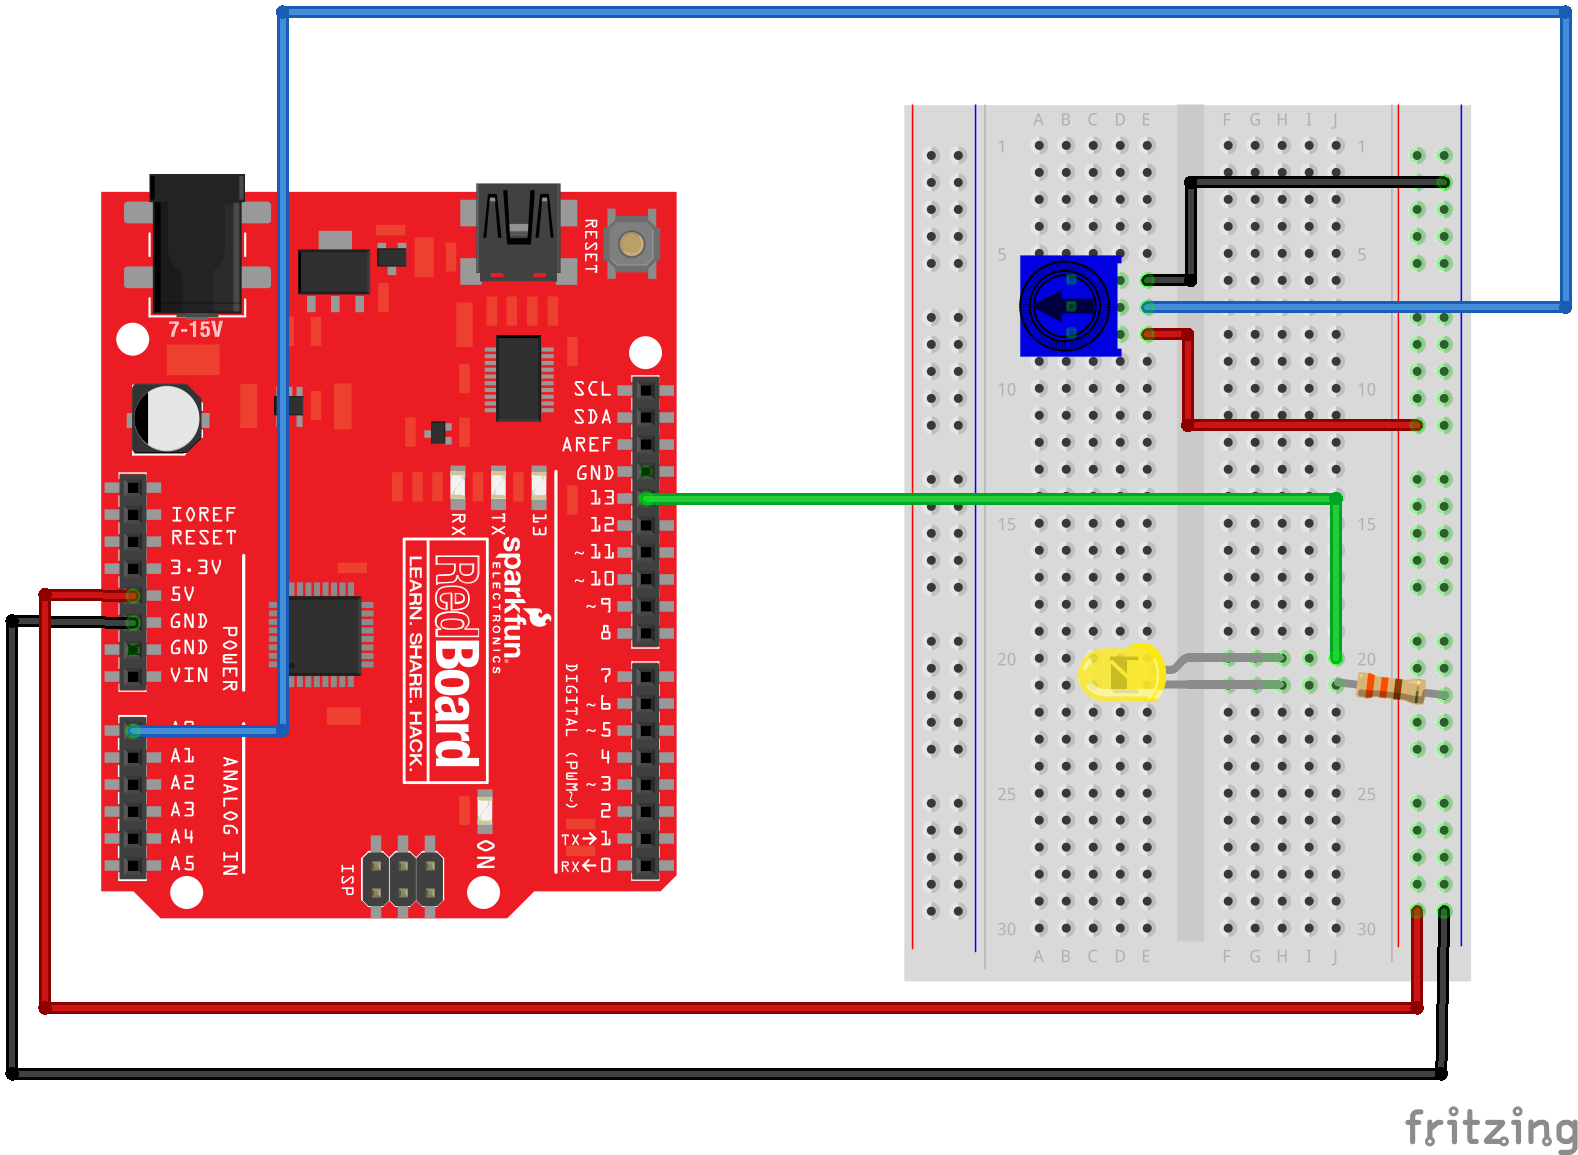 7-15V
RESET
SCL
SDA
AREF
GND
13
12
~11
~10
~9
8
7
~6
~5
4
~3
2
TX→1
RX←0
DIGITAL (PWM~)
RX
TX
13
sparkfun
ELECTRONICS
RedBoard
LEARN. SHARE. HACK.
IOREF
RESET
3.3V
5V
GND
GND
VIN
POWER
A1
A2
A3
A4
A5
ANALOG IN
ISP
ON
A B C D E F G H I J
1 1
5 5
10 10
15 15
20 20
25 25
30 30
A B C D E F G H I J
fritzing